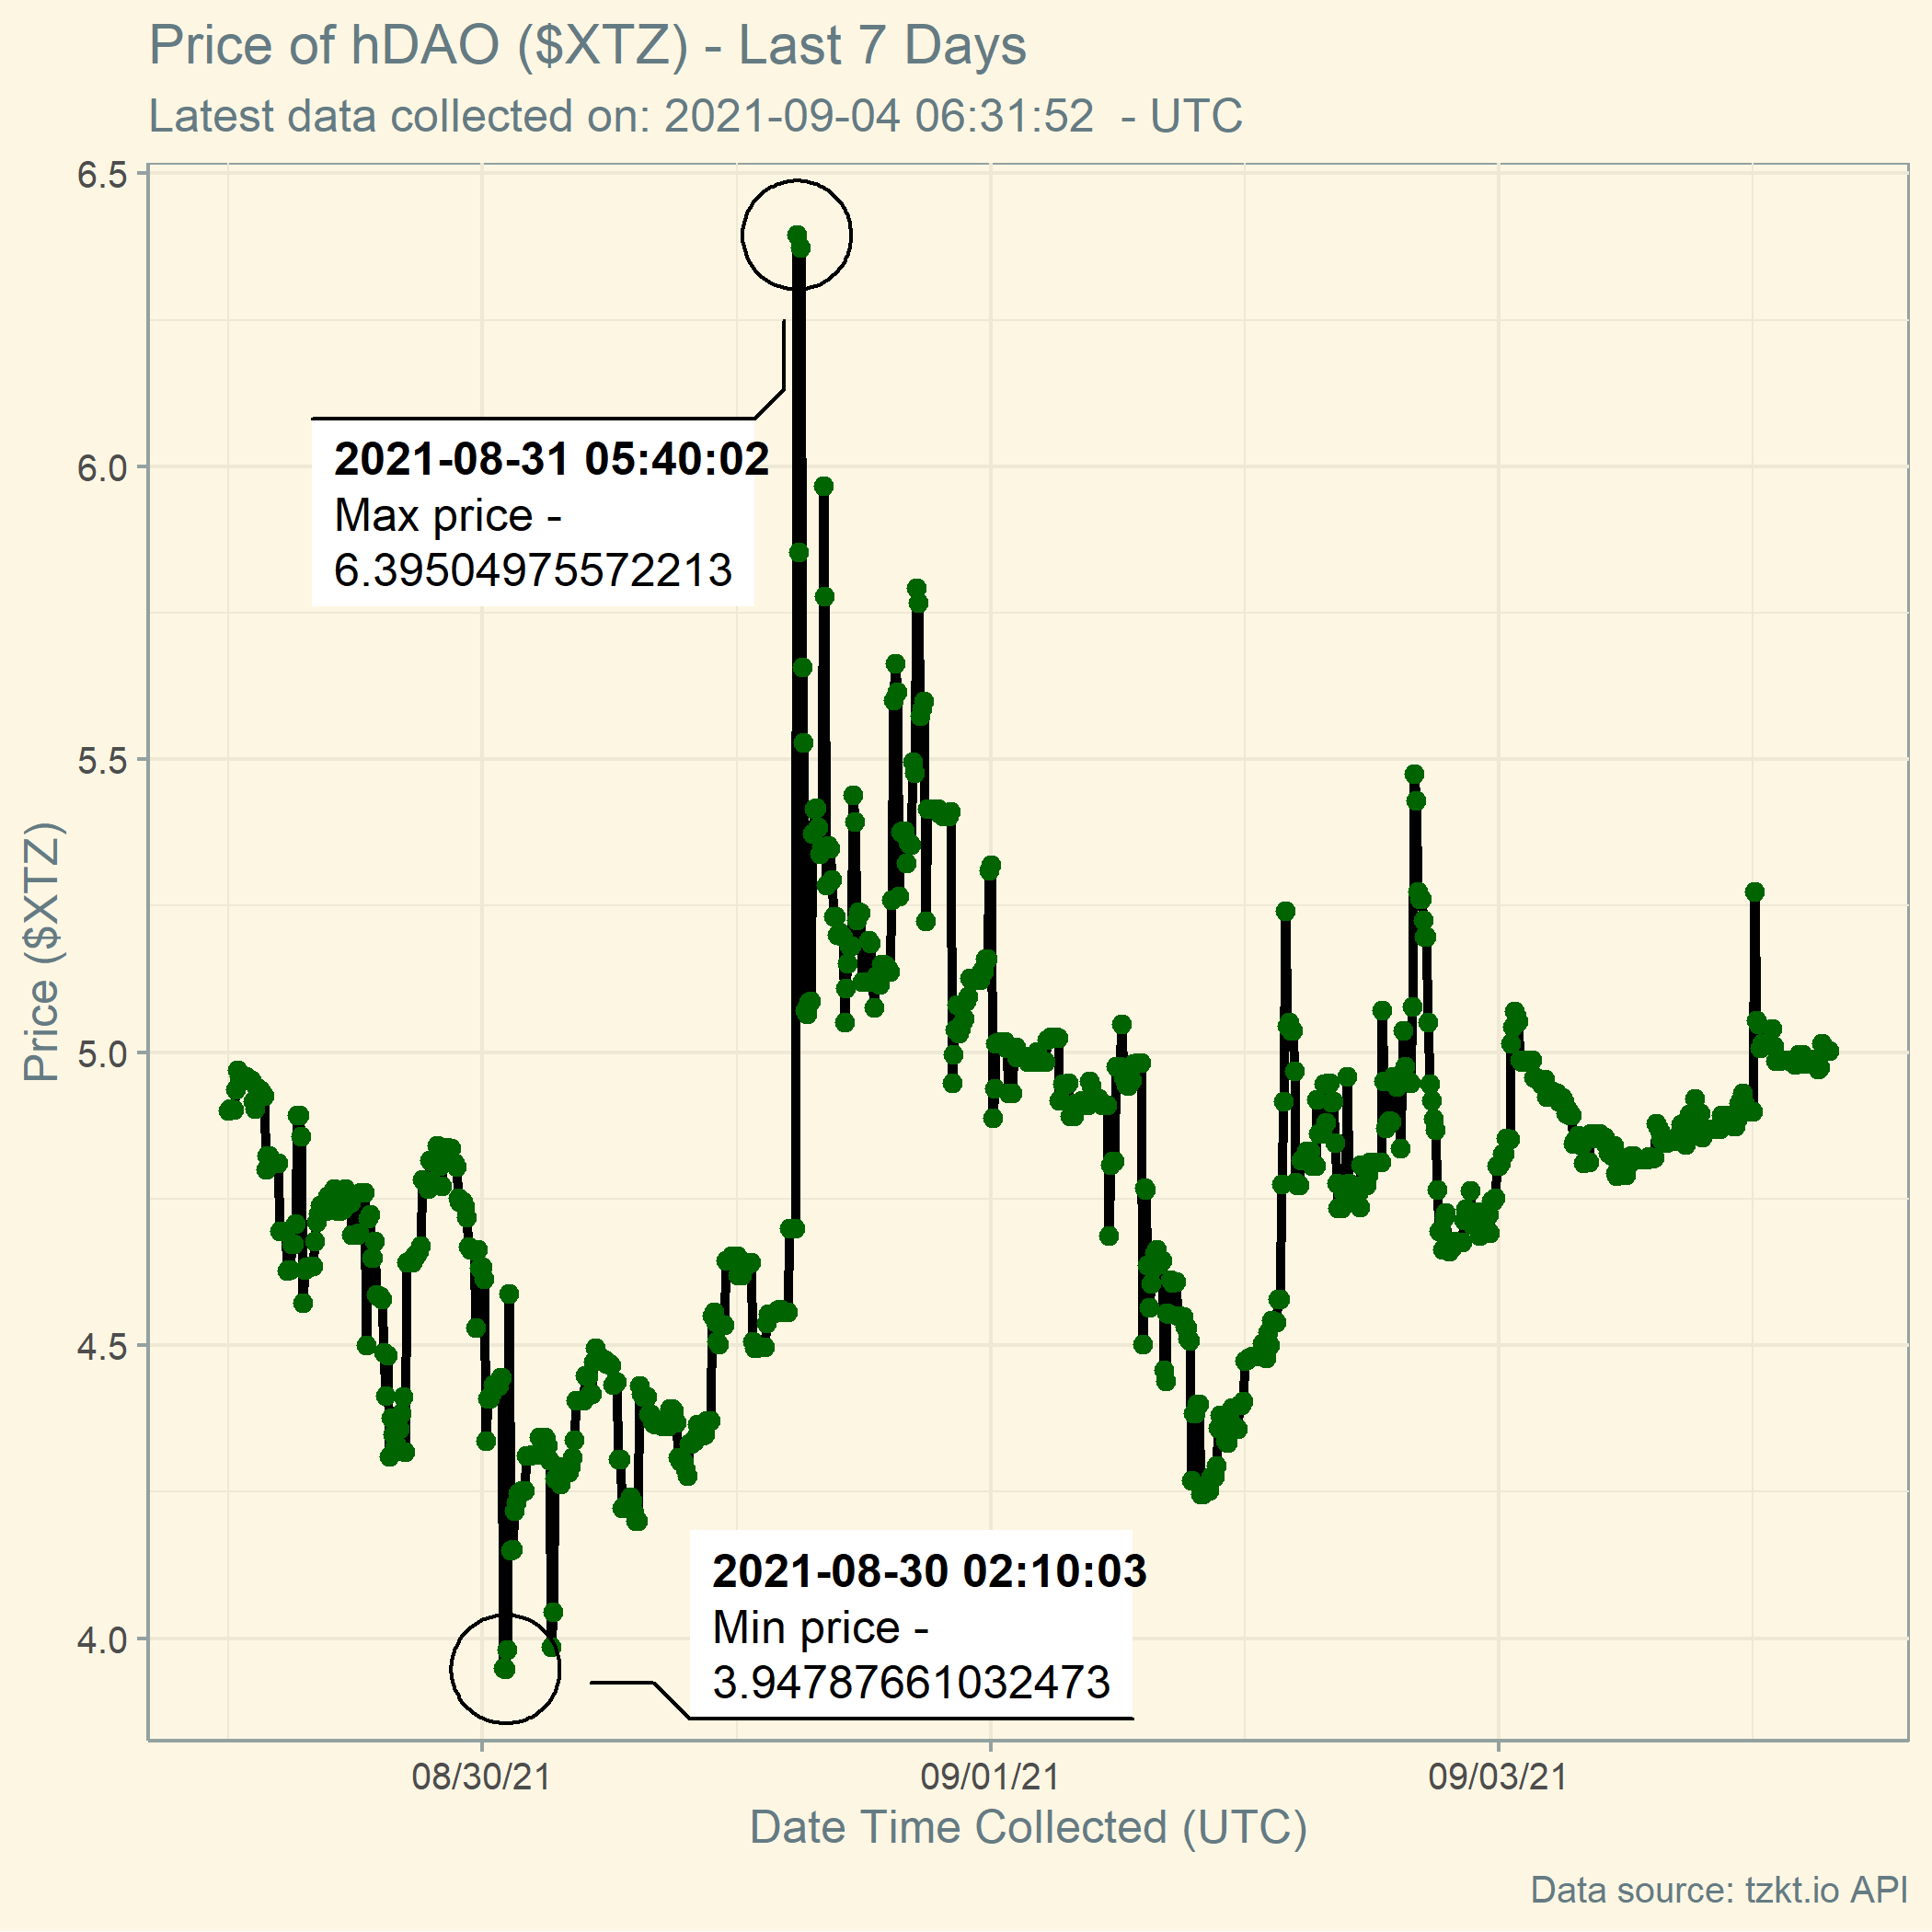 Price of hDAO ($XTZ) - Last 7 Days
Latest data collected on: 2021-09-04 06:31:52  - UTC
6.5
6.0
5.5
5.0
4.5
4.0
Price ($XTZ)
2021-08-31 05:40:02
Max price -
6.39504975572213
2021-08-30 02:10:03
Min price -
3.94787661032473
08/30/21
09/01/21
09/03/21
Date Time Collected (UTC)
Data source: tzkt.io API